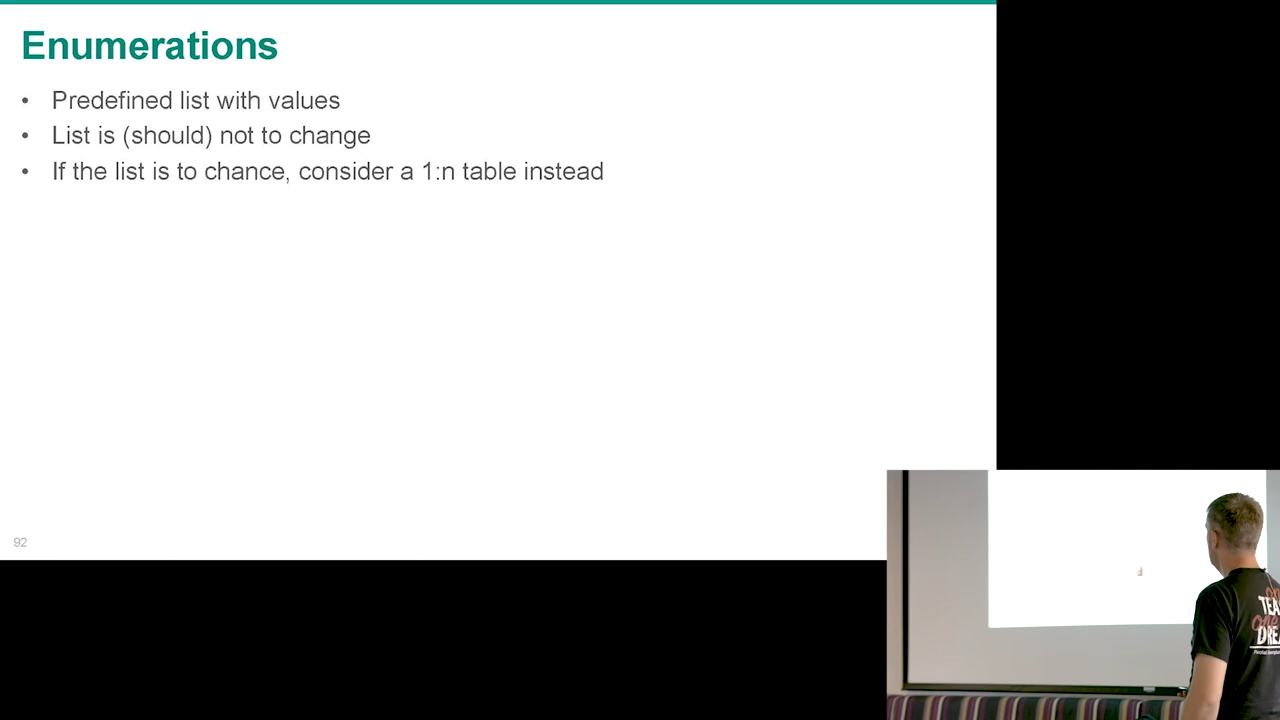 Enumerations
• Predefined list with values
• List is (should) not to change
• If the list is to chance, consider a 1:n table instead
92